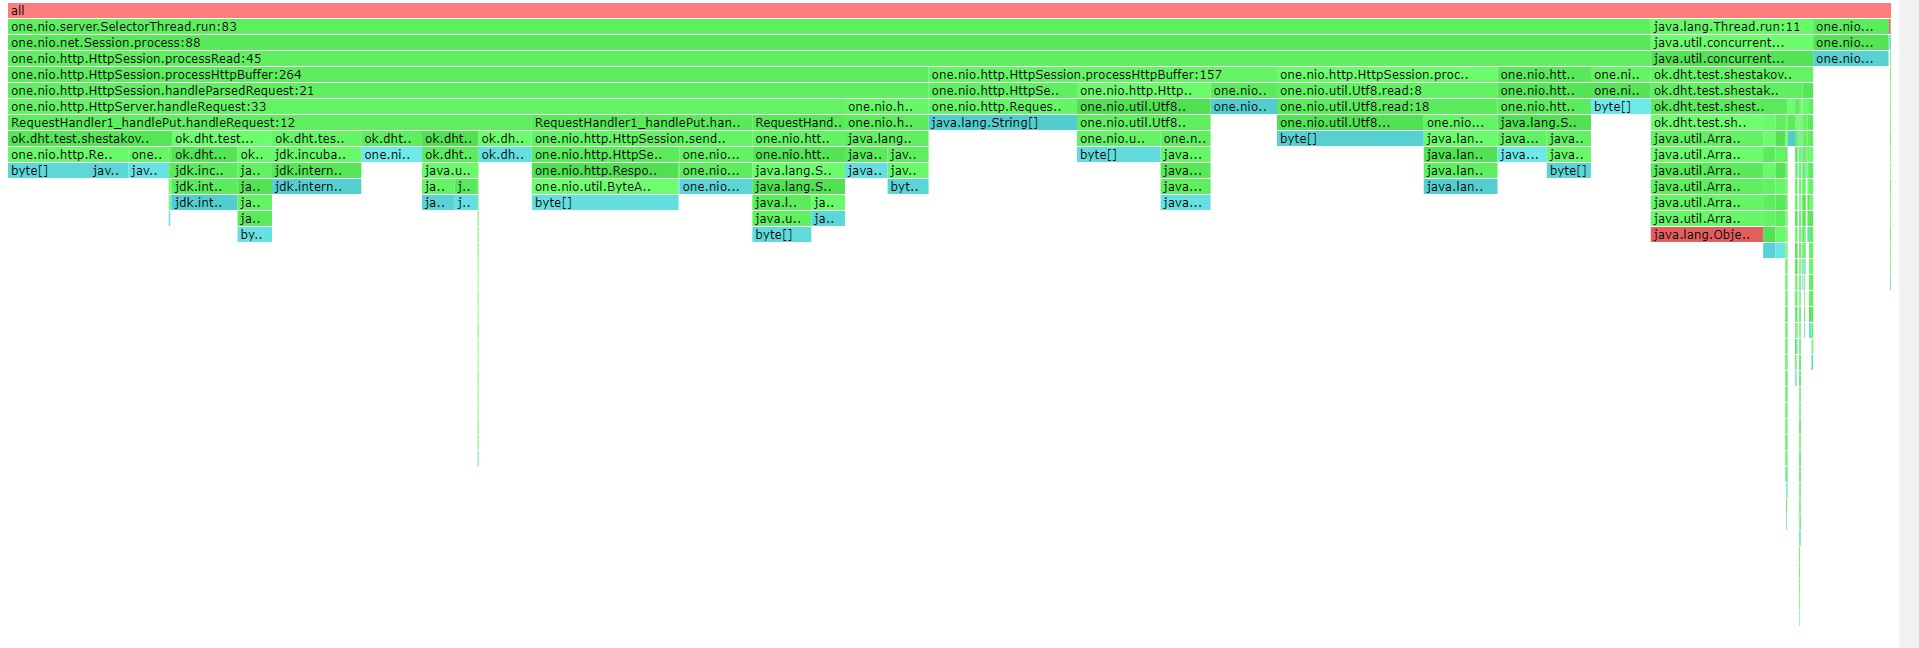 all
one.nio.server.SelectorThread.run:83 java.lang.Thread.run:11 one.nio...
one.nio.net.Session.process:88 java.util.concurrent... one.nio...
one.nio.http.HttpSession.processRead:45 java.util.concurrent... one.nio...
one.nio.http.HttpSession.processHttpBuffer:264 one.nio.http.HttpSession.processHttpBuffer:157 one.nio.http.HttpSession.proc.. one.nio.htt.. one.ni.. ok.dht.test.shestakov..
one.nio.http.HttpSession.handleParsedRequest:21 one.nio.http.HttpSe... one.nio.http.Http.. one.nio.. one.nio.util.Utf8.read:8 one.nio.htt.. one.ni.. ok.dht.test.shestak..
one.nio.http.HttpServer.handleRequest:33 one.nio.h.. one.nio.http.Reques.. one.nio.util.Utf8.. one.nio.. one.nio.util.Utf8.read:18 one.nio.htt.. byte[] ok.dht.test.shest..
RequestHandler1_handlePut.handleRequest:12 RequestHandler1_handlePut.han.. RequestHand.. one.nio.h.. java.lang.String[] one.nio.util.Utf8.. one.nio.util.Utf8... one.nio... java.lang.S.. ok.dht.test.sh..
ok.dht.test.shestakov.. ok.dht.test... ok.dht.tes.. ok.dht.. ok.dht.. ok.dh.. one.nio.http.HttpSession.send.. one.nio.htt.. java.lang.. one.nio.u.. one.n.. byte[] java.lan.. java... java.. java.util.Arra..
one.nio.http.Re.. one.. ok.dht... ok.. jdk.incuba.. one.ni.. ok.dht.. ok.dh.. one.nio.http.HttpSe.. one.nio... one.nio.htt.. java.. jav.. byte[] java... java.lan.. java... java.. java.util.Arra..
byte[] jav.. jav.. jdk.inc.. ja.. jdk.intern.. java.u.. one.nio.http.Respo.. one.nio... java.lang.S.. java.. jav.. java... java.lan.. byte[] java.util.Arra..
jdk.int.. ja.. jdk.intern.. ja.. j.. one.nio.util.ByteA.. one.nio... java.lang.S.. byt.. java... java.lan.. java.util.Arra..
jdk.int.. ja.. ja.. j.. byte[] java.l.. ja.. java... java.util.Arra..
ja.. java.u.. ja.. java.util.Arra..
by.. byte[] java.lang.Obje..